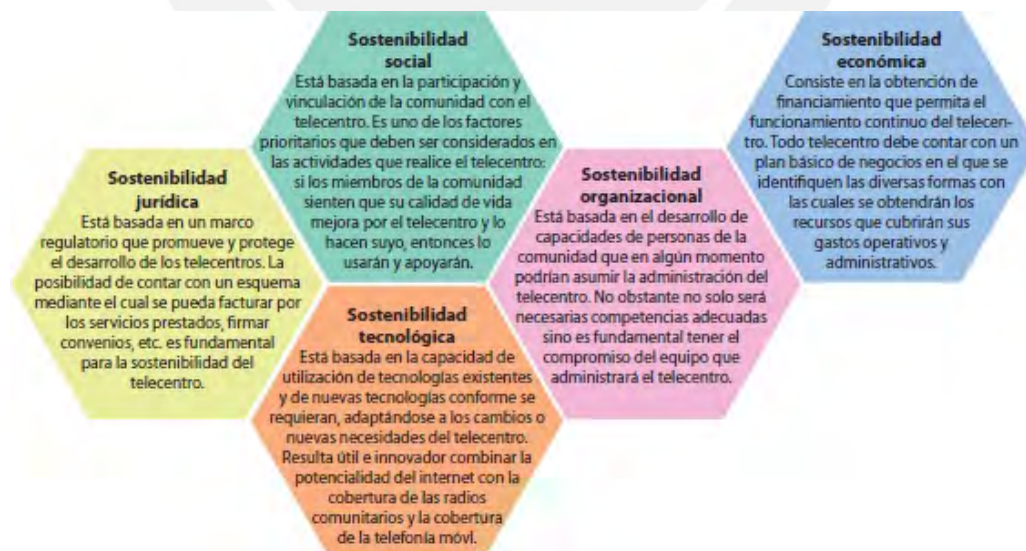 Sostenibilidad
social
Está basada en la participación y
vinculación de la comunidad con el
telecentro. Es uno de los factores
prioritarios que deben ser considerados en
las actividades que realice el telecentro:
si los miembros de la comunidad
sienten que su calidad de vida
mejora por el telecentro y lo
hacen suyo, entonces lo
usarán y apoyarán.
Sostenibilidad
económica
Consiste en la obtención de
financiamiento que permita el
funcionamiento continuo del telecen-
tro. Todo telecentro debe contar con un
plan básico de negocios en el que se
identifiquen las diversas formas con
las cuales se obtendrán los
recursos que cubrirán sus
gastos operativos y
administrativos.
Sostenibilidad
jurídica
Está basada en un marco
regulatorio que promueve y protege
el desarrollo de los telecentros. La
posibilidad de contar con un esquema
mediante el cual se pueda facturar por
los servicios prestados, firmar
convenios, etc. es fundamental
para la sostenibilidad del
telecentro.
Sostenibilidad
organizacional
Está basada en el desarrollo de
capacidades de personas de la
comunidad que en algún momento
podrían asumir la administración del
telecentro. No obstante no solo será
necesarias competencias adecuadas
sino es fundamental tener el
compromiso del equipo que
administrará el telecentro.
Sostenibilidad
tecnológica
Está basada en la capacidad de
utilización de tecnologías existentes
y de nuevas tecnologías conforme se
requieran, adaptándose a los cambios o
nuevas necesidades del telecentro.
Resulta útil e innovador combinar la
potencialidad del internet con la
cobertura de las radios
comunitarios y la cobertura
de la telefonía móvl.